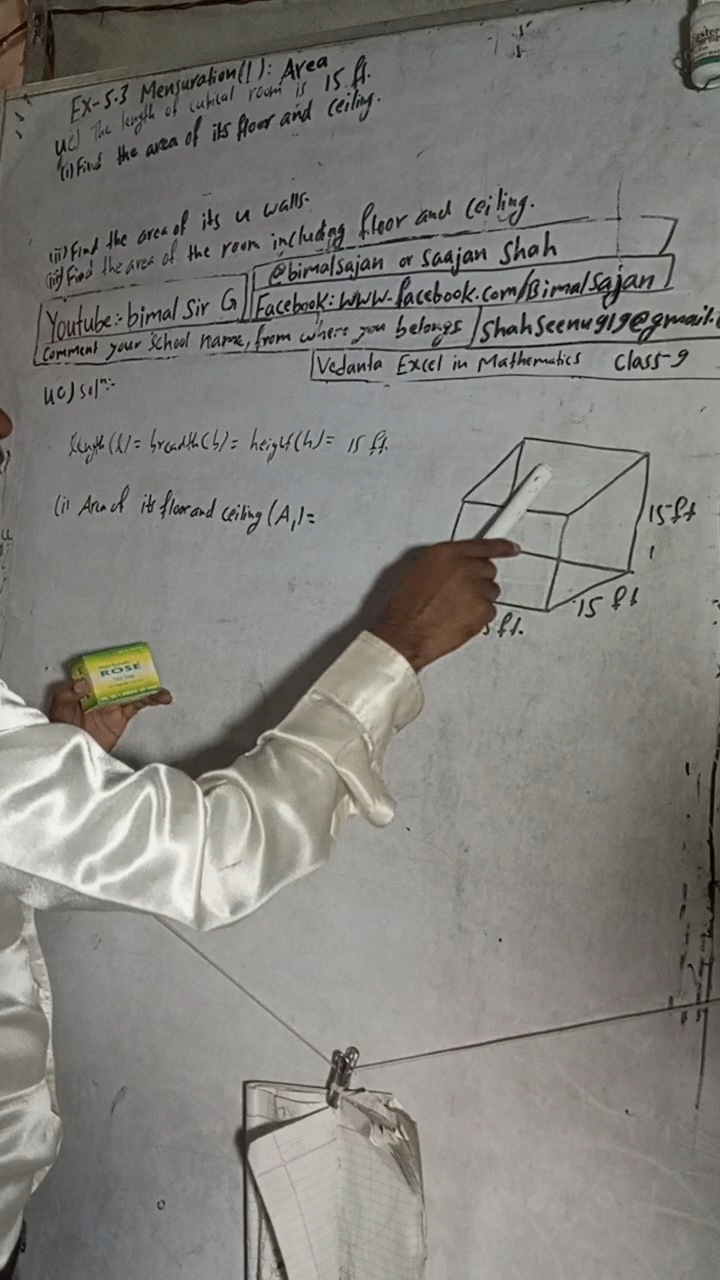 EX-5.3 Mensuration(I): Area
4c) The length of cubical room is 15 ft.
(i) Find the area of its floor and ceiling.
(ii) Find the area of its 4 walls.
(iii) Find the area of the room including floor and ceiling.
@bimalsajan or saajan Shah
Youtube:- bimal Sir G
Facebook: www.facebook.com/Bimalsajan
Comment your School name, from where you belongs
Shahseenu919@gmail.
Vedanta Excel in Mathematics Class-9
4c) Solⁿ:-
length(l) = breadth(b) = height(h) = 15 ft.
(i) Area of its floor and ceiling (A₁) =
15 ft
15 ft
ft.
ROSE